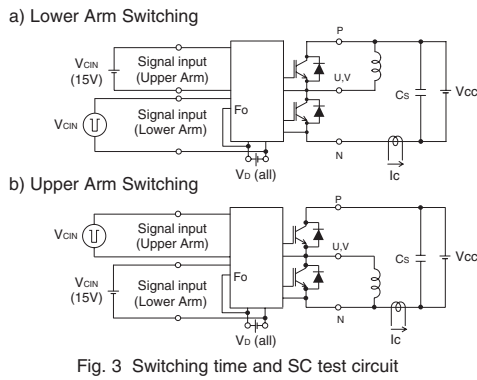 a) Lower Arm Switching
P
VCIN
(15V)
Signal input
(Upper Arm)
Signal input
(Lower Arm)
VCIN
Fo
U,V
CS
VCC
VD (all)
N
IC
b) Upper Arm Switching
P
VCIN
Signal input
(Upper Arm)
U,V
CS
VCC
VCIN
(15V)
Signal input
(Lower Arm)
Fo
VD (all)
N
IC
Fig. 3 Switching time and SC test circuit